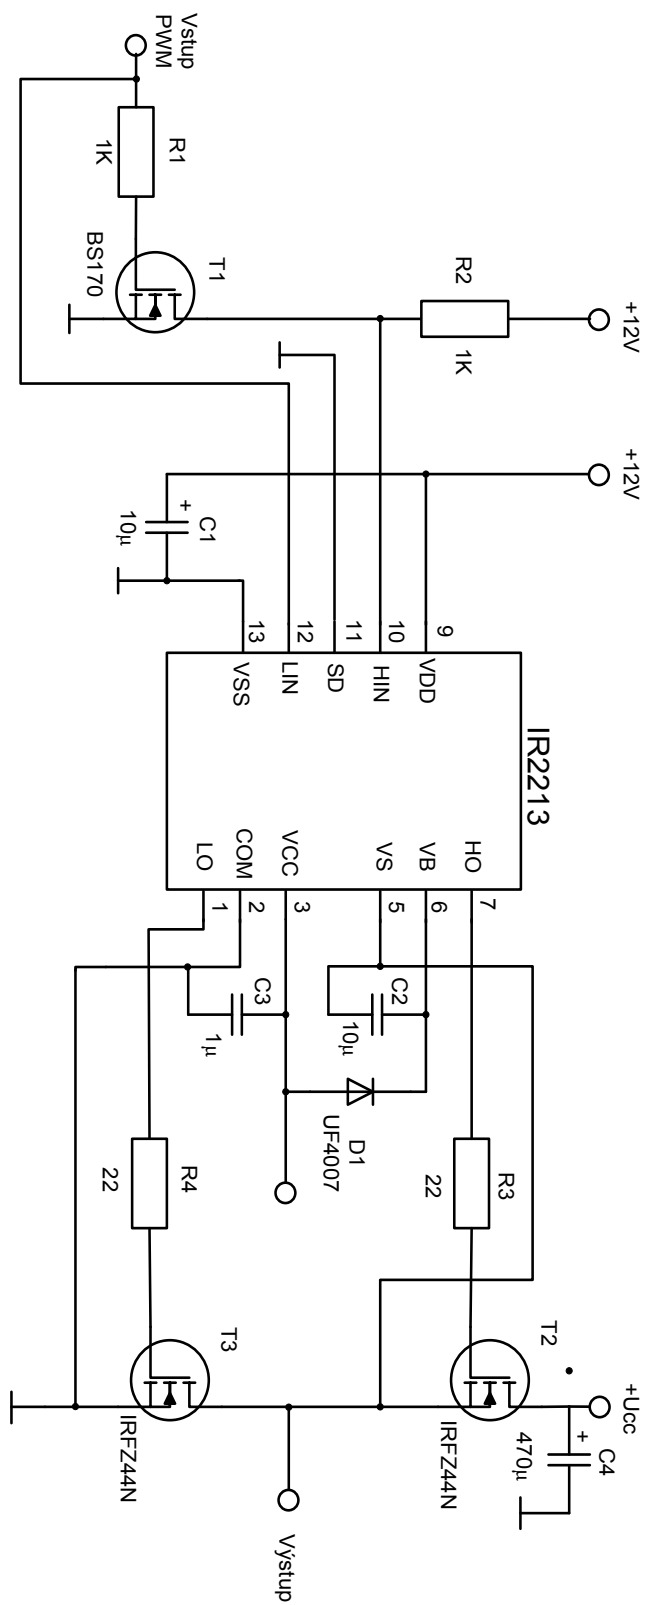 Vstup
PWM
R1
1K
T1
BS170
R2
1K
+12V
+12V
C1
+
10µ
IR2213
9
VDD
10
HIN
11
SD
12
LIN
13
VSS
HO
7
VB
6
VS
5
VCC
3
COM
2
LO
1
C2
10µ
C3
1µ
D1
UF4007
R3
22
R4
22
T2
IRFZ44N
T3
IRFZ44N
+Ucc
C4
+
470µ
Výstup